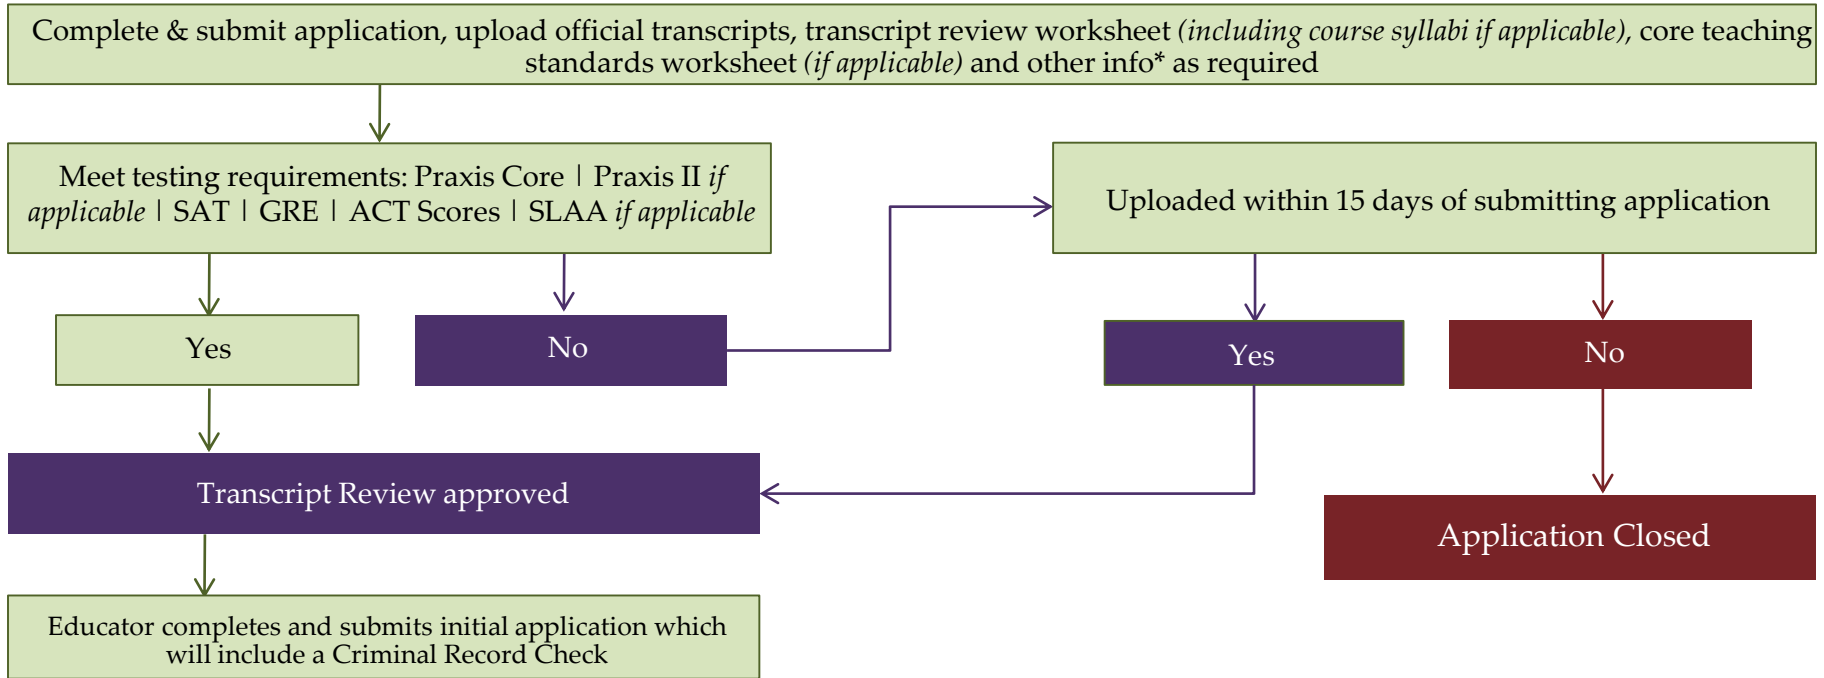 Complete & submit application, upload official transcripts, transcript review worksheet (including course syllabi if applicable), core teaching
standards worksheet (if applicable) and other info* as required
Meet testing requirements: Praxis Core | Praxis II if
applicable | SAT | GRE | ACT Scores | SLAA if applicable
Uploaded within 15 days of submitting application
Yes
No
Yes
No
Transcript Review approved
Application Closed
Educator completes and submits initial application which
will include a Criminal Record Check